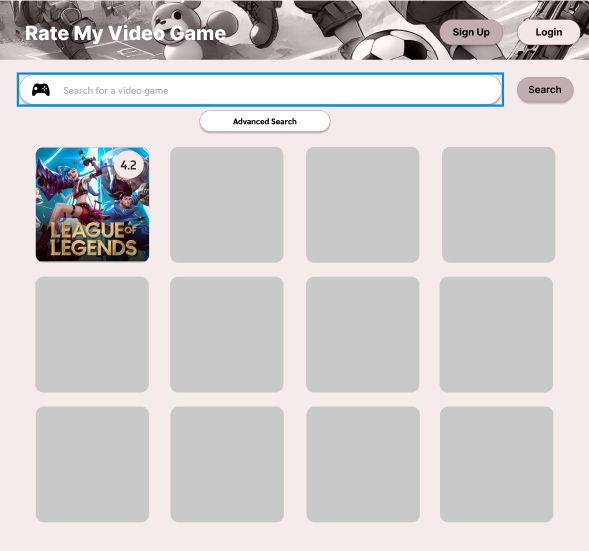 Rate My Video Game
Sign Up
Login
Search for a video game
Search
Advanced Search
4.2
LEAGUE OF
LEGENDS